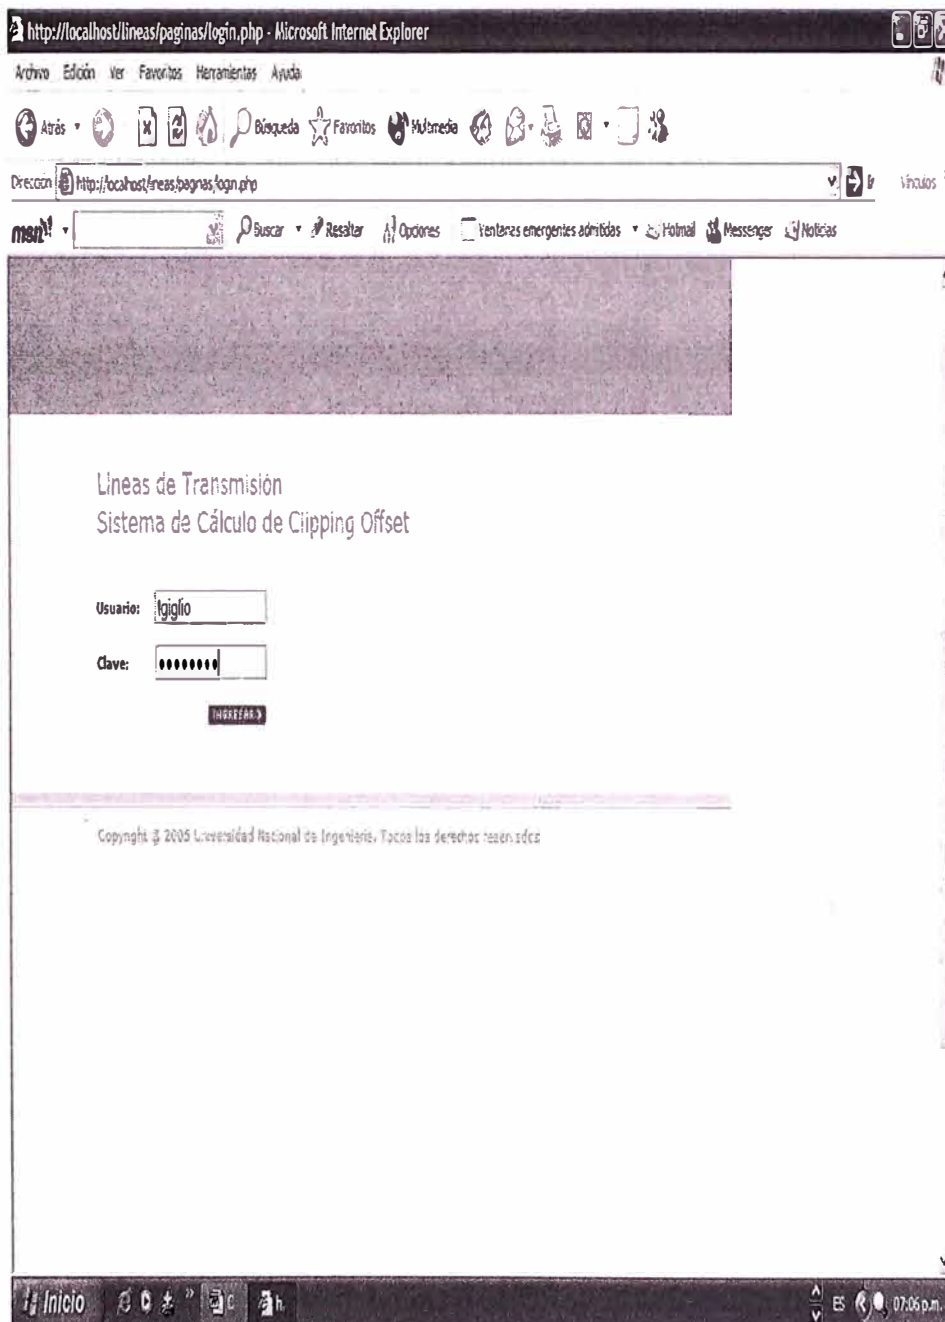 http://localhost/lineas/paginas/login.php - Microsoft Internet Explorer
Archivo Edición Ver Favoritos Herramientas Ayuda
Atrás Búsqueda Favoritos Multimedia
Dirección http://localhost/lineas/paginas/login.php Ir Vínculos
msn Buscar Resaltar Opciones Ventanas emergentes admitidas Hotmail Messenger Noticias
Líneas de Transmisión
Sistema de Cálculo de Clipping Offset
Usuario: fgiglio
Clave: ••••••••
INGRESAR >
Copyright © 2005 Universidad Nacional de Ingeniería. Todos los derechos reservados
Inicio ES 07:06 p.m.